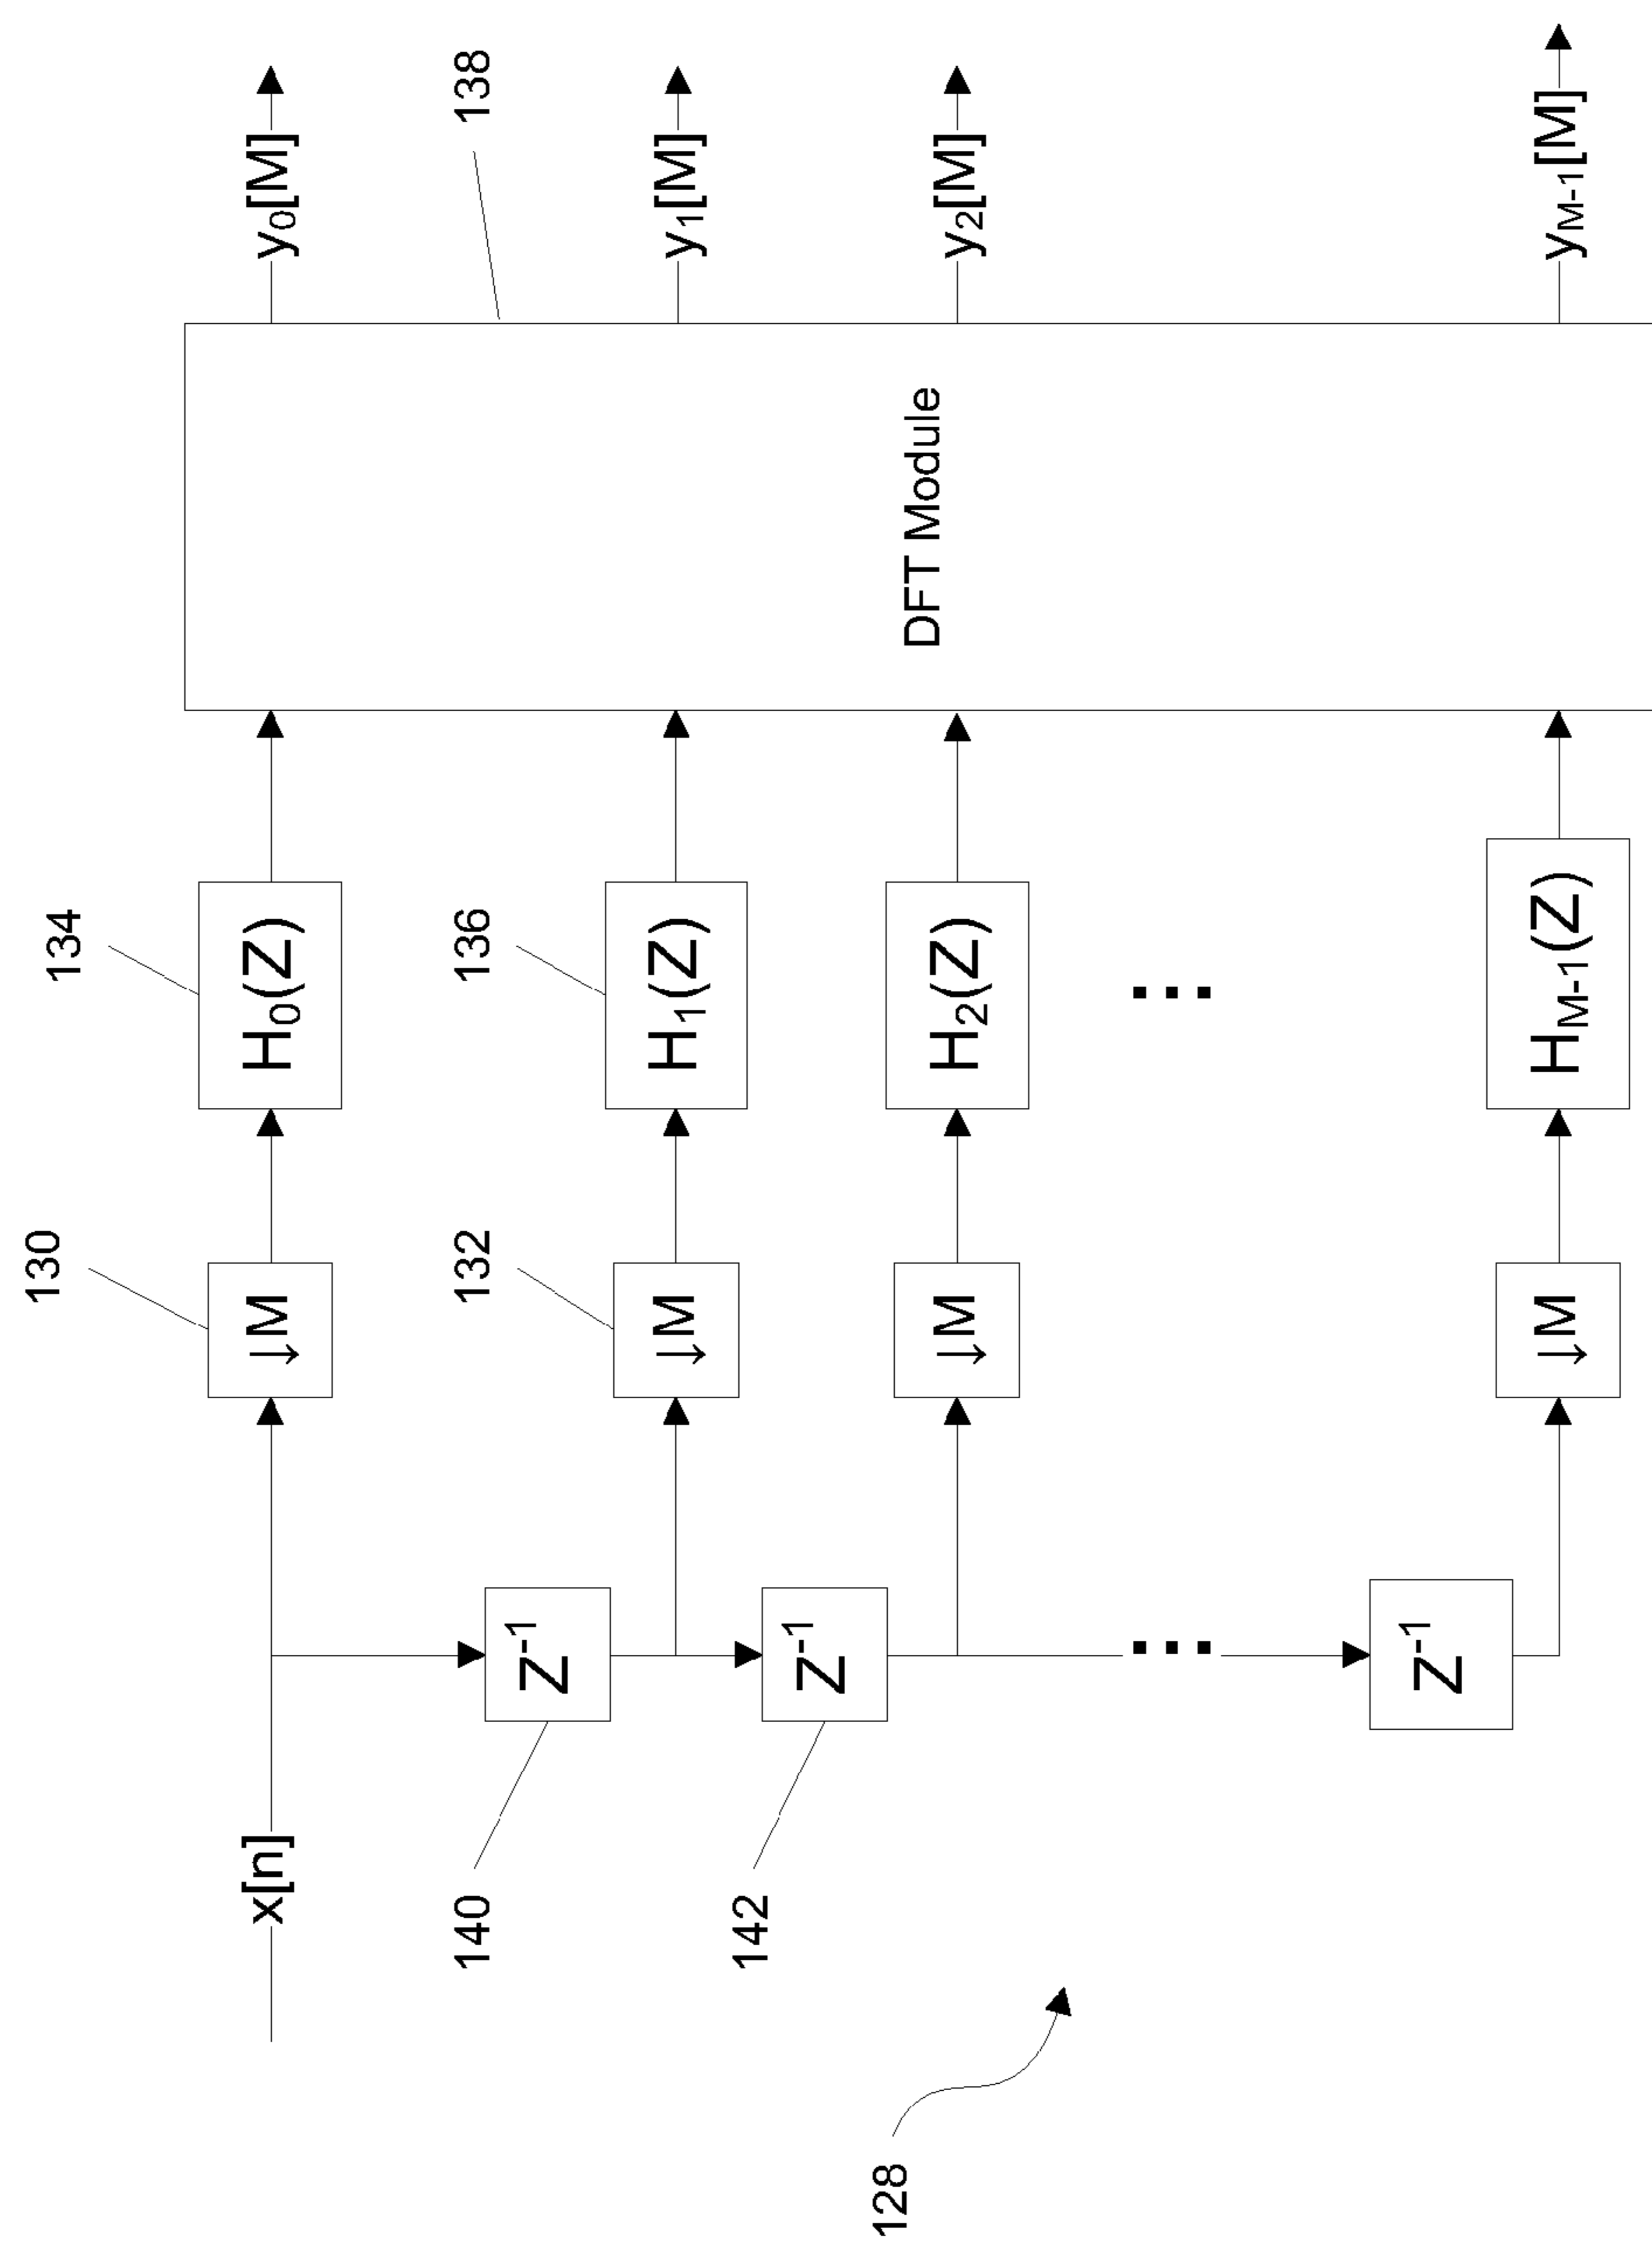 130
134
x[n]
↓M
H0(Z)
y0[M]
140
132
136
138
Z-1
↓M
H1(Z)
y1[M]
142
Z-1
↓M
H2(Z)
DFT Module
y2[M]
128
Z-1
↓M
HM-1(Z)
yM-1[M]